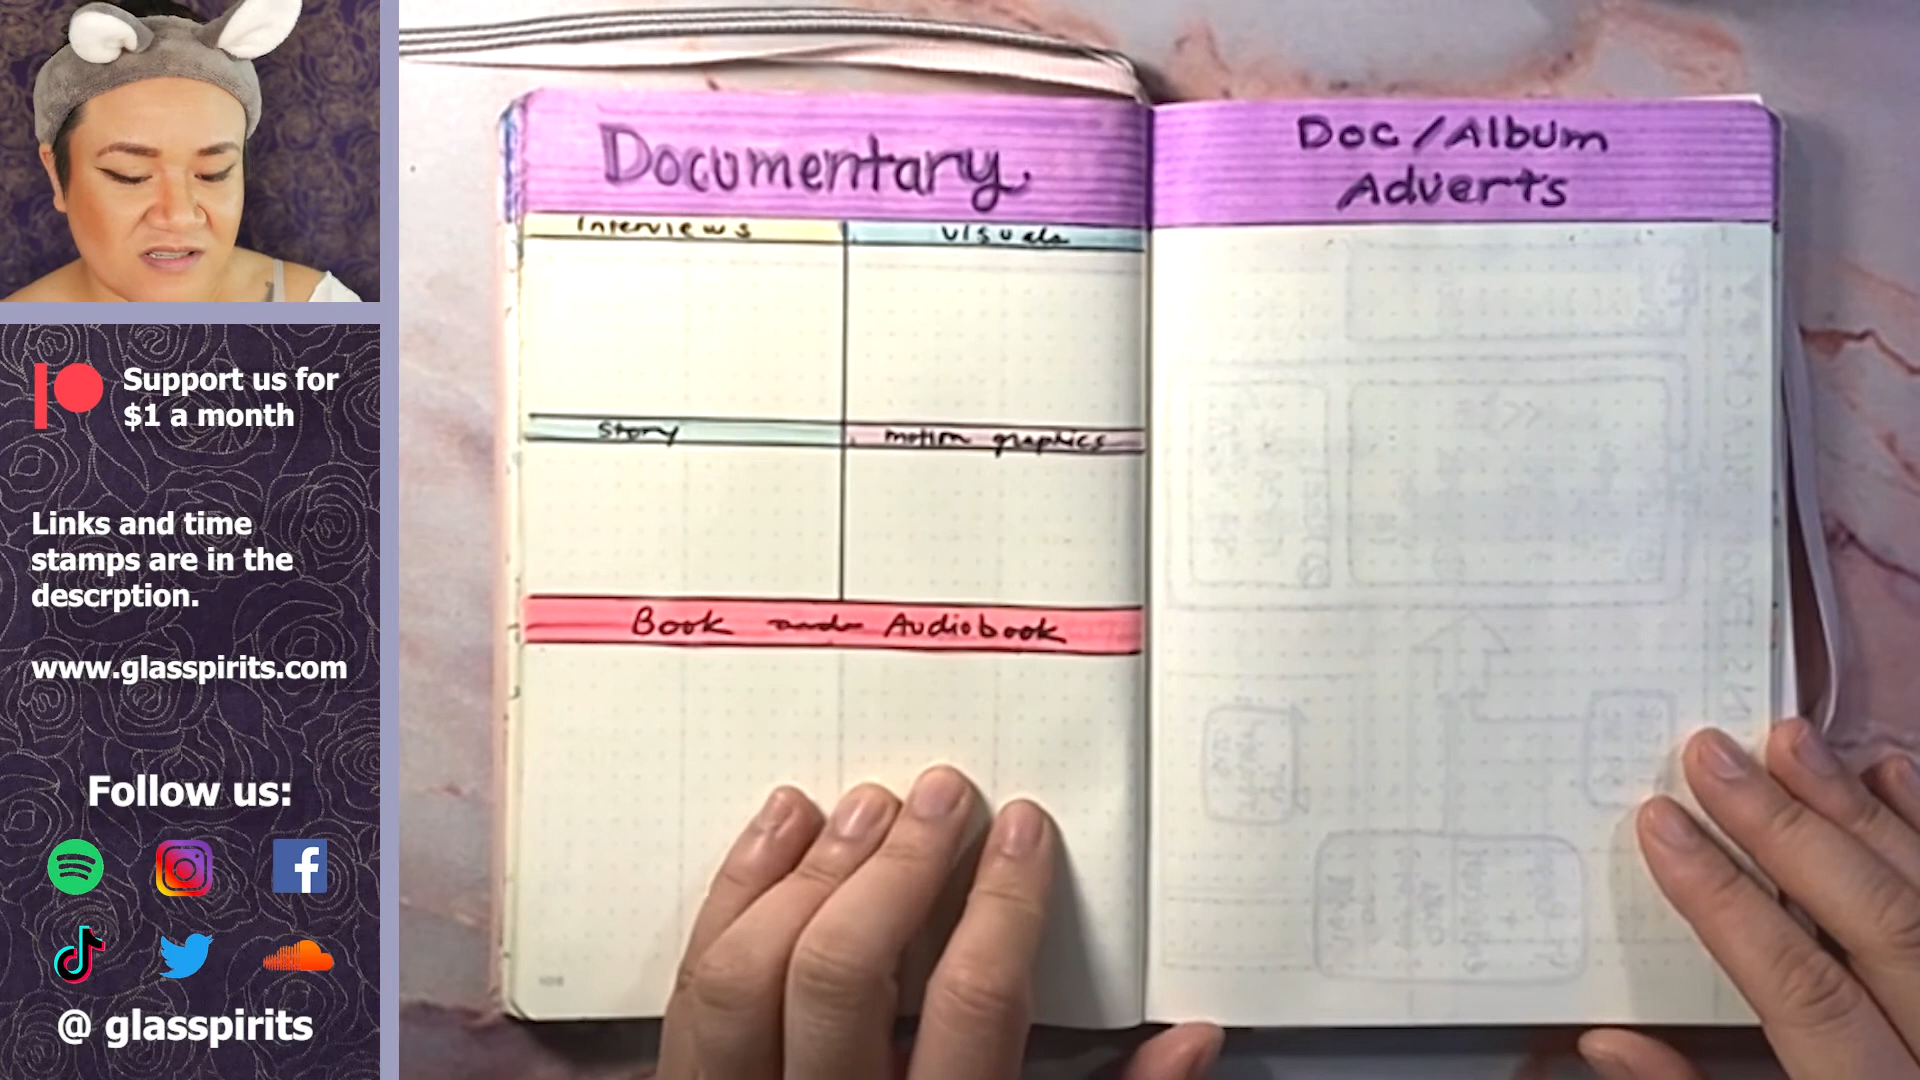 Support us for
$1 a month
Links and time
stamps are in the
descrption.
www.glasspirits.com
Follow us:
@ glasspirits
Documentary
Interviews
visuals
Story
motion graphics
Book and Audiobook
Doc/Album
Adverts